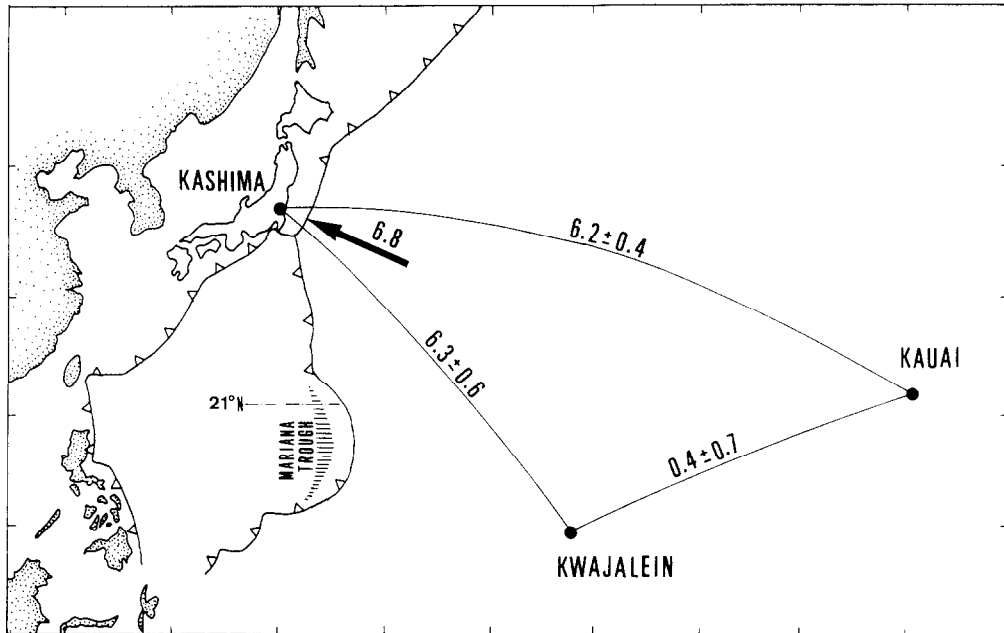 KASHIMA
6.8
6.2±0.4
6.3±0.6
KAUAI
21°N
MARIANA
TROUGH
0.4±0.7
KWAJALEIN